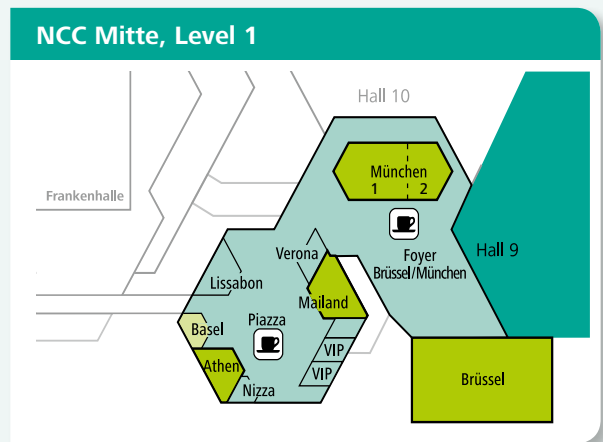 NCC Mitte, Level 1
Hall 10
München
1 2
Frankenhalle
Foyer
Brüssel/München
Hall 9
Verona
Lissabon
Mailand
Piazza
Basel
VIP
Athen
VIP
Nizza
Brüssel